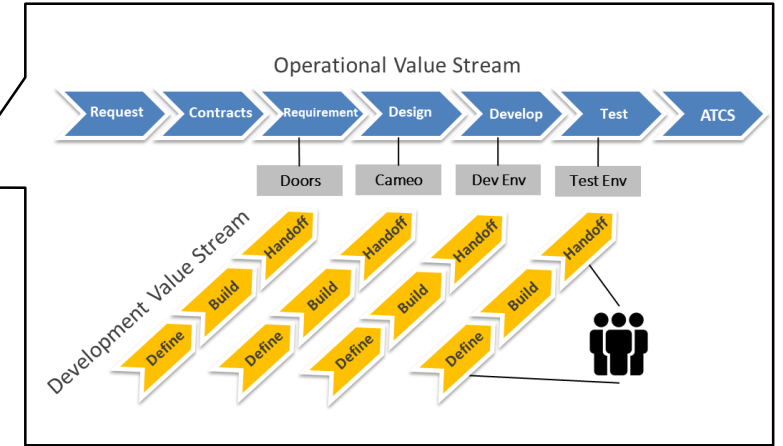 Operational Value Stream
Request
Contracts
Requirement
Design
Develop
Test
ATCS
Doors
Cameo
Dev Env
Test Env
Development Value Stream
Define
Build
Handoff
Define
Build
Handoff
Define
Build
Handoff
Define
Build
Handoff